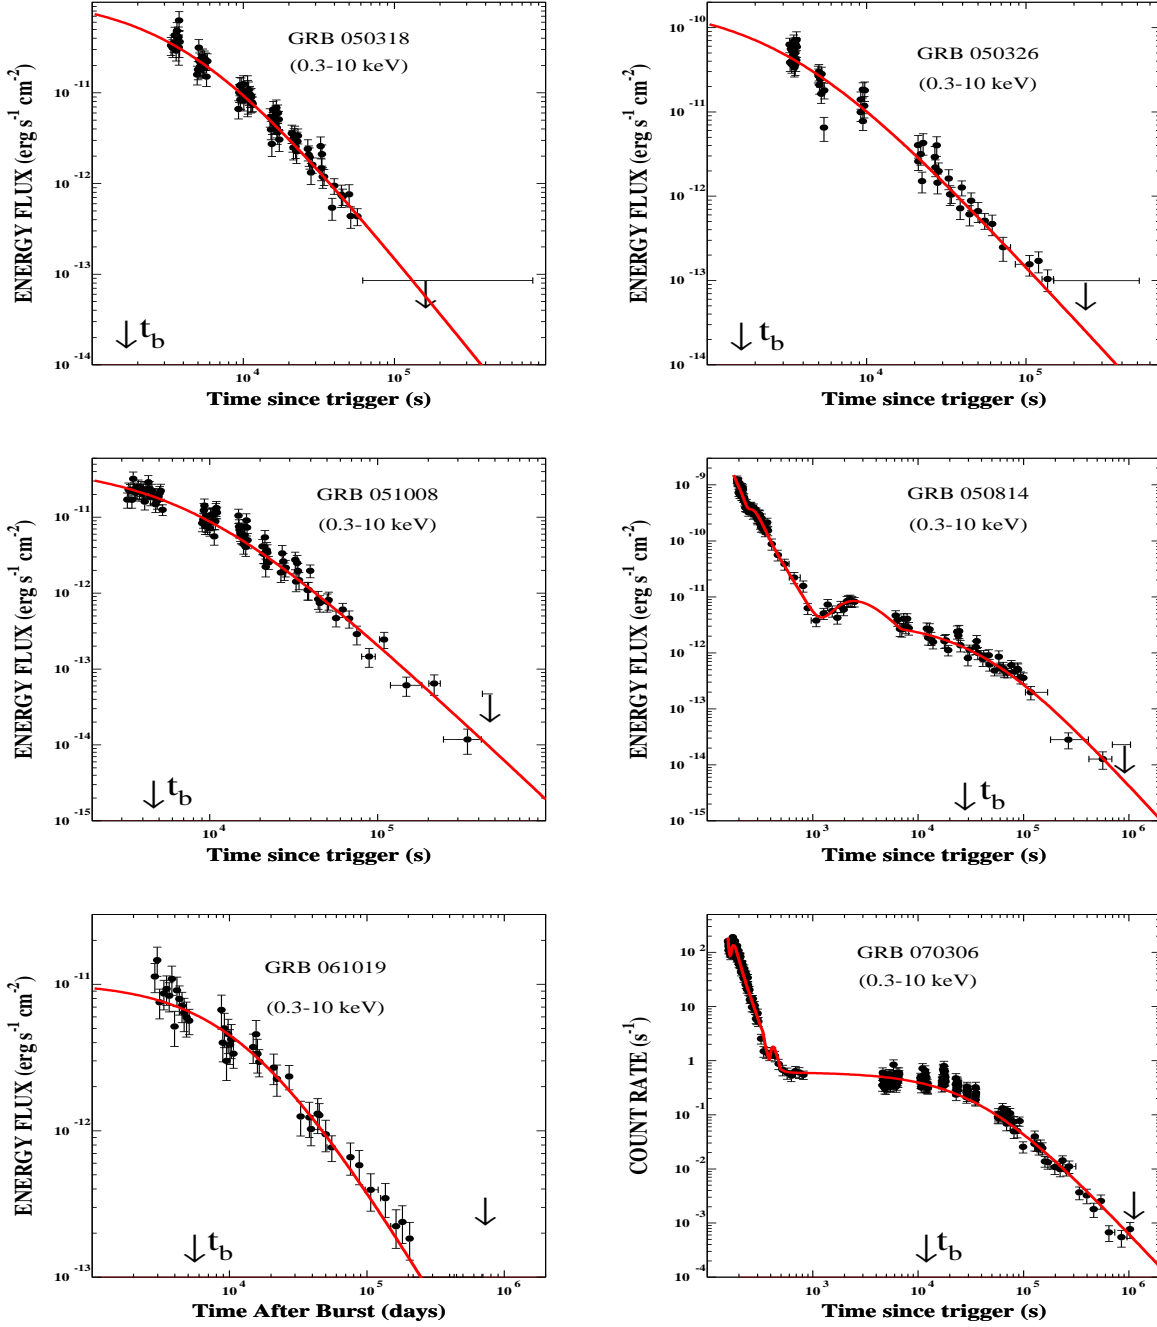 GRB 050318
(0.3-10 keV)
ENERGY FLUX (erg s-1 cm-2)
10-11
10-12
10-13
10-14
t b
10 4
10 5
Time since trigger (s)
GRB 050326
(0.3-10 keV)
ENERGY FLUX (erg s-1 cm-2)
10-10
10-11
10-12
10-13
10-14
t b
10 4
10 5
Time since trigger (s)
GRB 051008
(0.3-10 keV)
ENERGY FLUX (erg s-1 cm-2)
10-11
10-12
10-13
10-14
10-15
t b
10 4
10 5
Time since trigger (s)
GRB 050814
(0.3-10 keV)
ENERGY FLUX (erg s-1 cm-2)
10-9
10-10
10-11
10-12
10-13
10-14
10-15
t b
10 3
10 4
10 5
10 6
Time since trigger (s)
GRB 061019
(0.3-10 keV)
ENERGY FLUX (erg s-1 cm-2)
10-11
10-12
10-13
t b
10 4
10 5
10 6
Time After Burst (days)
GRB 070306
(0.3-10 keV)
COUNT RATE (s-1)
10 2
10
1
10-1
10-2
10-3
10-4
t b
10 3
10 4
10 5
10 6
Time since trigger (s)